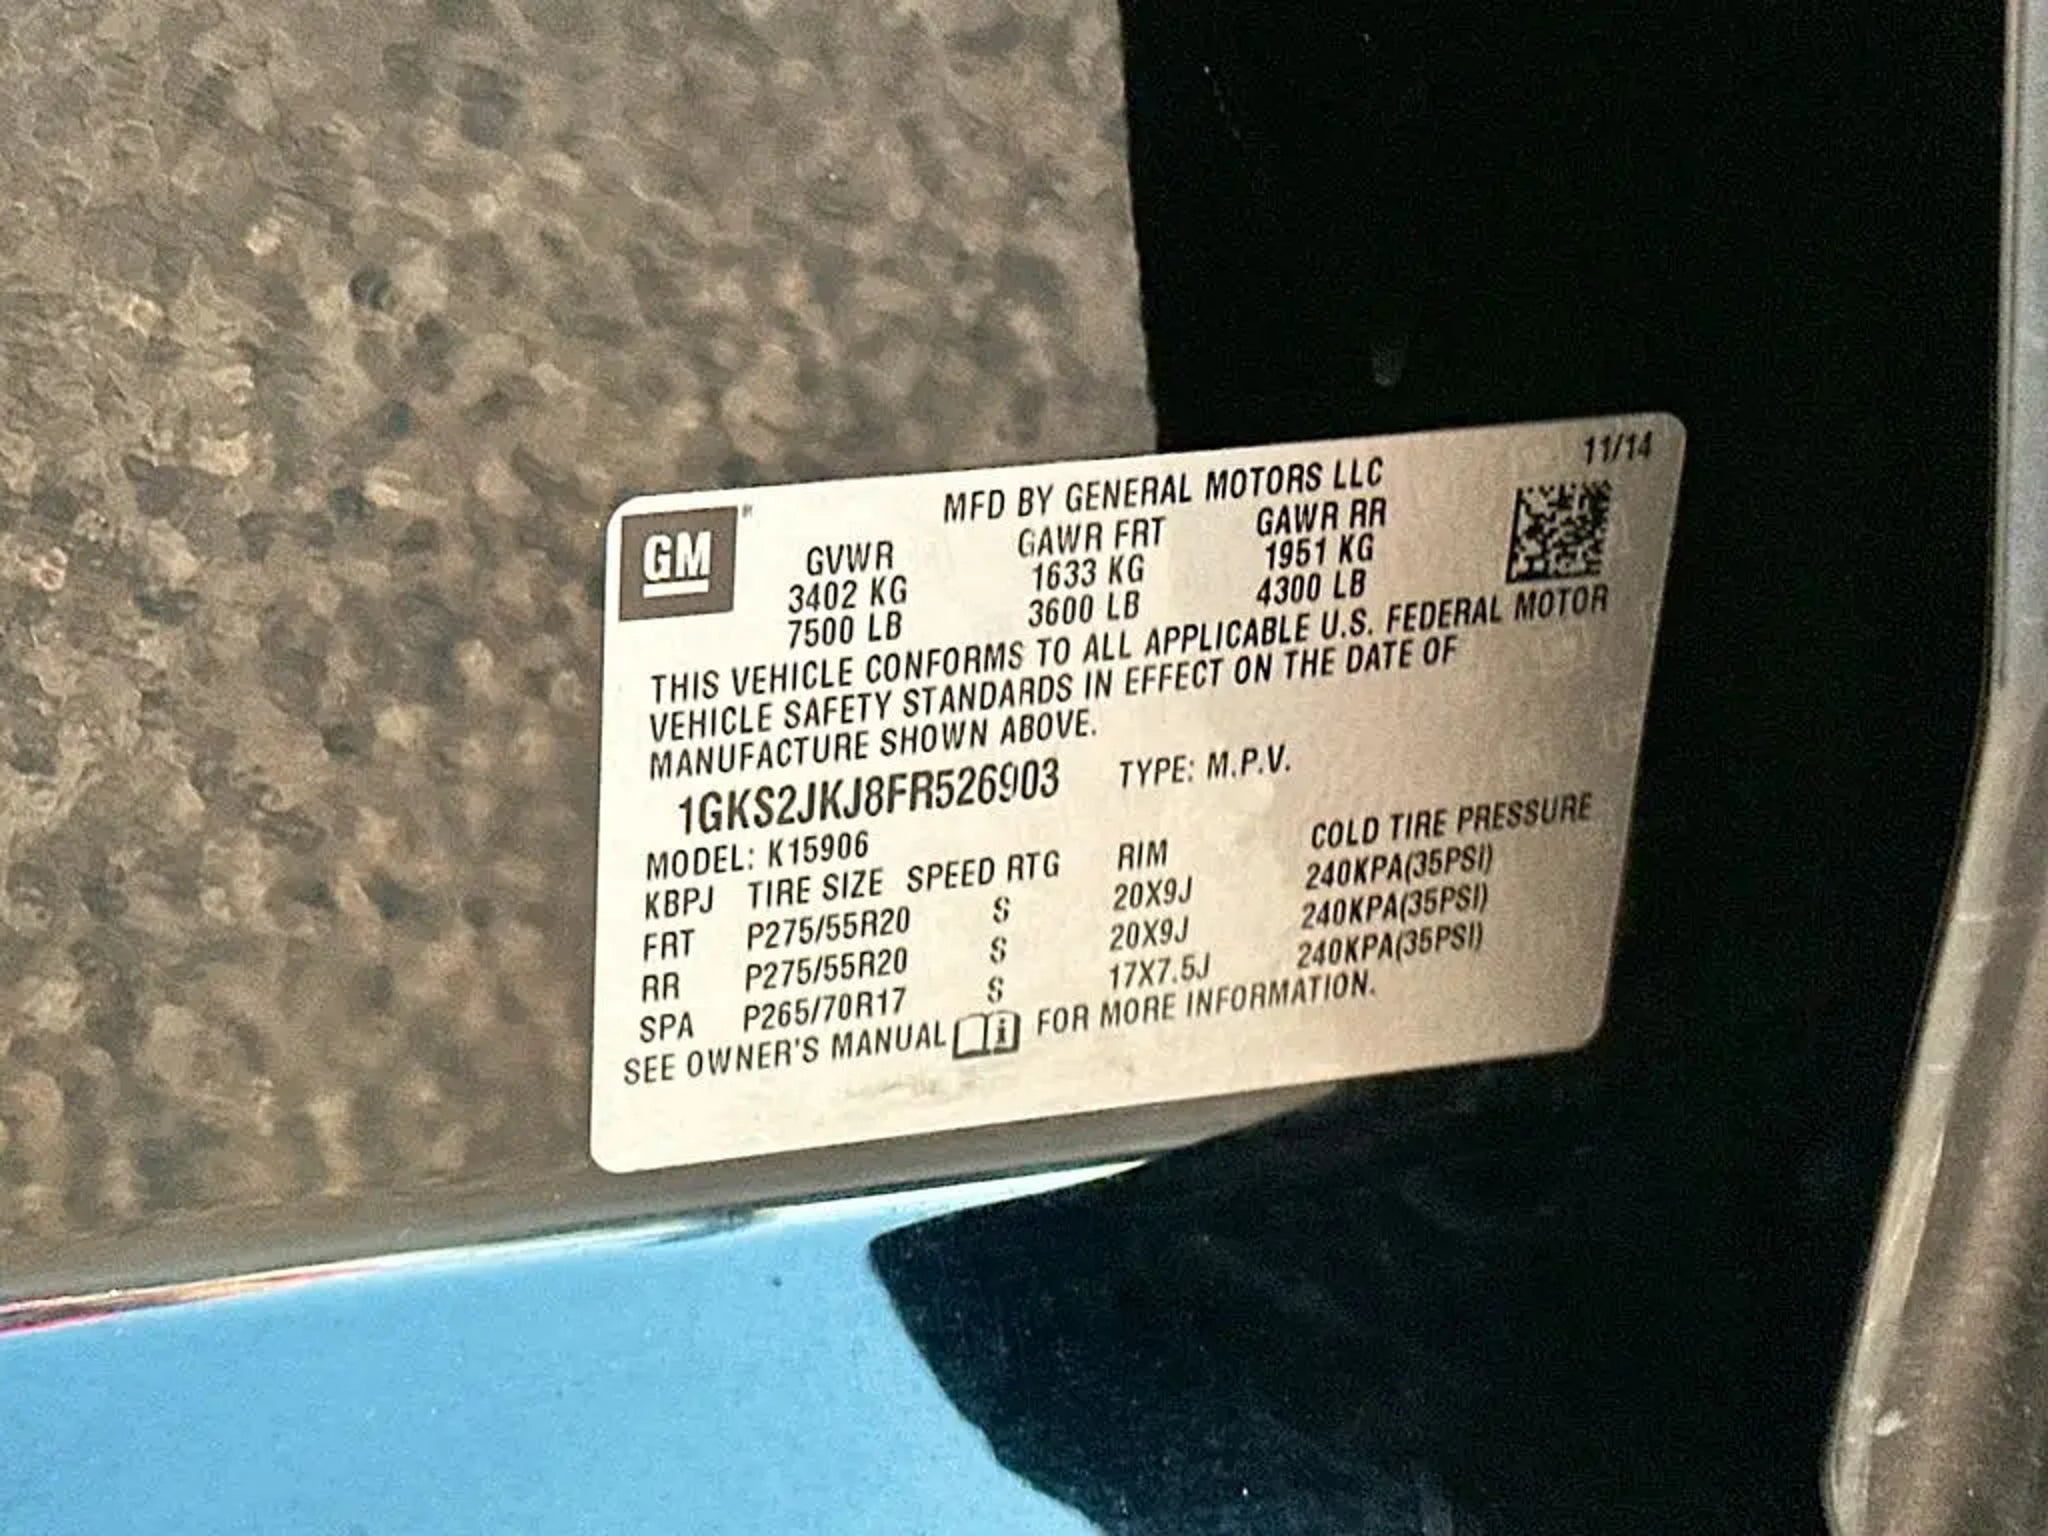 11/14
MFD BY GENERAL MOTORS LLC
GM
GVWR GAWR FRT GAWR RR
3402 KG 1633 KG 1951 KG
7500 LB 3600 LB 4300 LB
THIS VEHICLE CONFORMS TO ALL APPLICABLE U.S. FEDERAL MOTOR
VEHICLE SAFETY STANDARDS IN EFFECT ON THE DATE OF
MANUFACTURE SHOWN ABOVE.
1GKS2JKJ8FR526903 TYPE: M.P.V.
MODEL: K15906
KBPJ TIRE SIZE SPEED RTG RIM COLD TIRE PRESSURE
FRT P275/55R20 S 20X9J 240KPA(35PSI)
RR P275/55R20 S 20X9J 240KPA(35PSI)
SPA P265/70R17 S 17X7.5J 240KPA(35PSI)
SEE OWNER'S MANUAL FOR MORE INFORMATION.